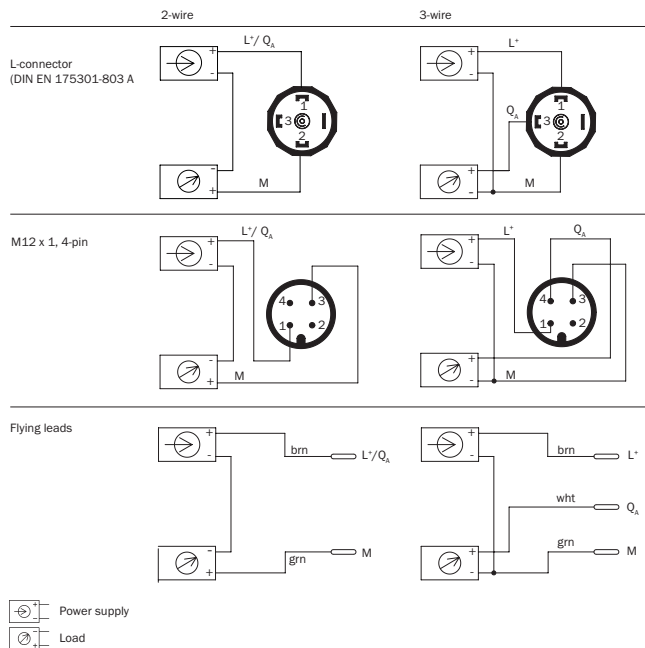 2-wire 3-wire
L-connector
(DIN EN 175301-803 A
+ L⁺/ Q_A
-
1
3
2
-
+ M
+ L⁺
-
1
Q_A 3
2
+
- M
M12 x 1, 4-pin
+ L⁺/ Q_A
-
4 3
1 2
-
+ M
+ L⁺ Q_A
-
4 3
1 2
+
- M
Flying leads
+
-
brn L⁺/Q_A
-
+
grn M
+
-
brn L⁺
wht Q_A
+
-
grn M
+
-
Power supply
-
+
Load